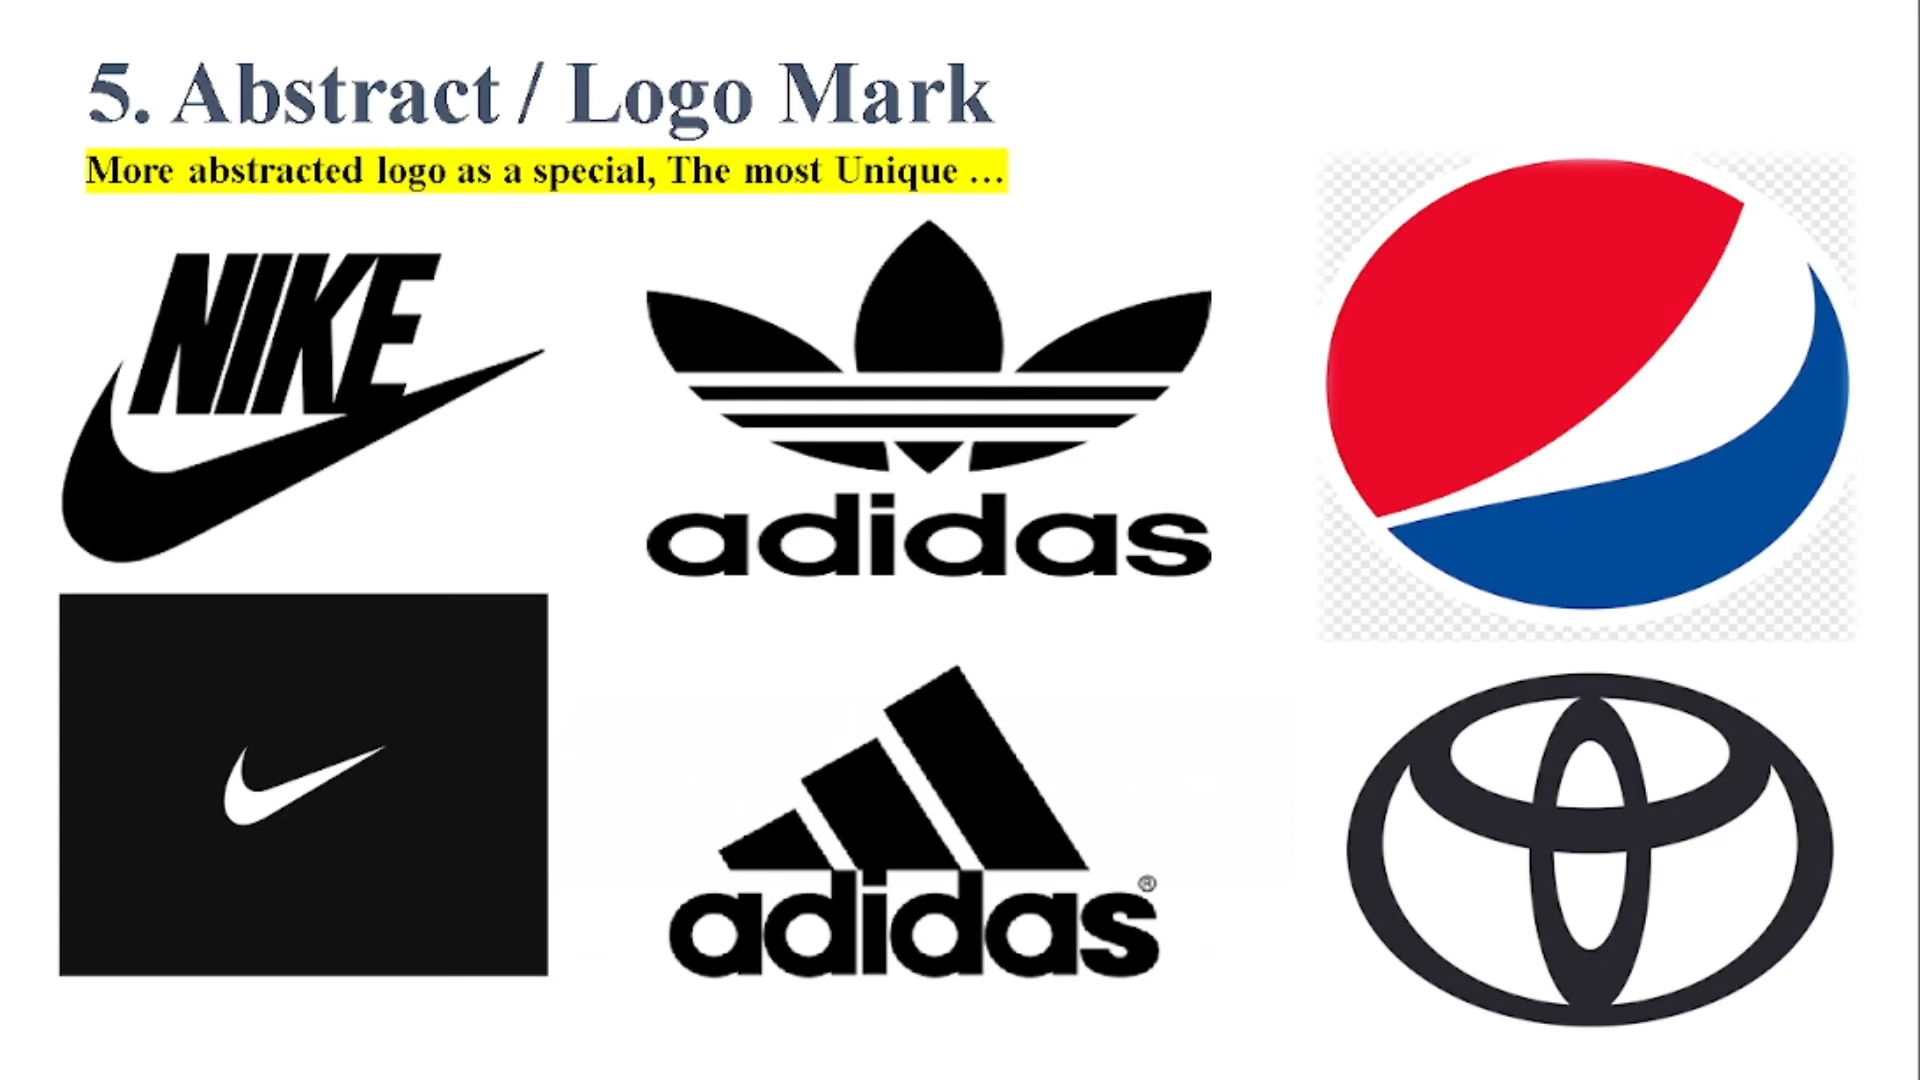 5. Abstract / Logo Mark
More abstracted logo as a special, The most Unique …
NIKE
adidas
adidas®